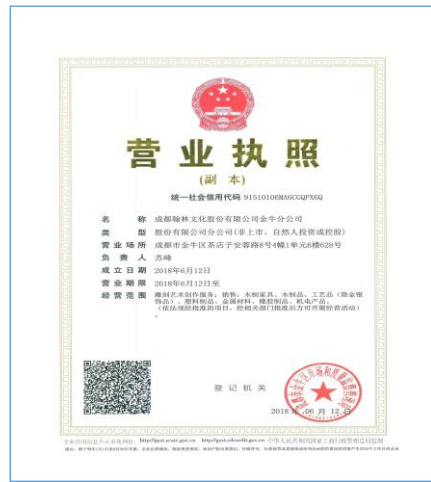 营业执照
(副 本)
统一社会信用代码 91510106MA6CGQPX6Q
名 称 成都翰林文化股份有限公司金牛分公司
类 型 股份有限公司分公司(非上市、自然人投资或控股)
营业场所 成都市金牛区茶店子安蓉路8号4幢1单元6楼628号
负 责 人 苏峰
成立日期 2018年6月12日
营业期限 2018年6月12日至
经营范围 雕刻艺术创作服务；销售：木制家具、木制品、工艺品（除金银
饰品）、塑料制品、金属材料、橡胶制品、机电产品。
（依法须经批准的项目，经相关部门批准后方可开展经营活动）
。
登记机关
2018 年 06 月 12 日